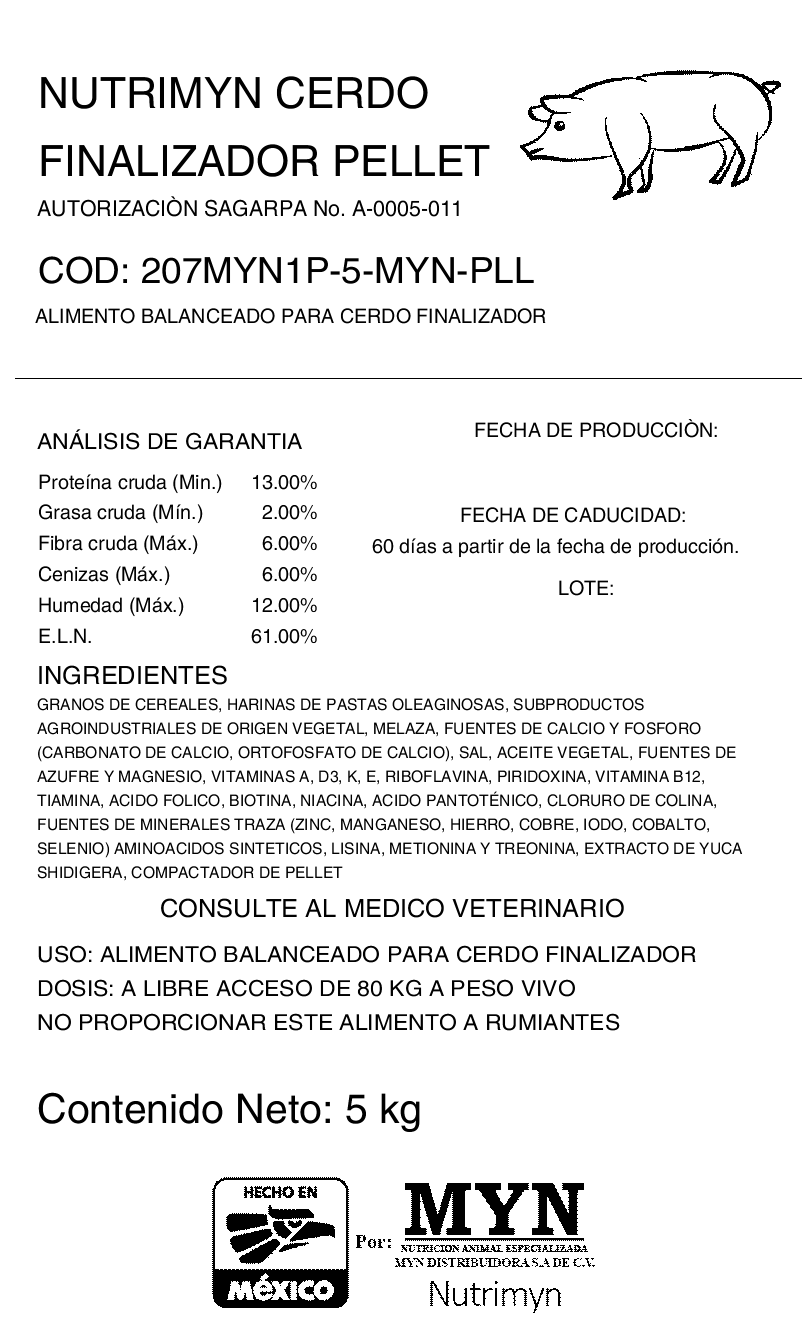 NUTRIMYN CERDO
FINALIZADOR PELLET
AUTORIZACIÒN SAGARPA No. A-0005-011
COD: 207MYN1P-5-MYN-PLL
ALIMENTO BALANCEADO PARA CERDO FINALIZADOR
ANÁLISIS DE GARANTIA
Proteína cruda (Min.) 13.00%
Grasa cruda (Mín.) 2.00%
Fibra cruda (Máx.) 6.00%
Cenizas (Máx.) 6.00%
Humedad (Máx.) 12.00%
E.L.N. 61.00%
FECHA DE PRODUCCIÒN:
FECHA DE CADUCIDAD:
60 días a partir de la fecha de producción.
LOTE:
INGREDIENTES
GRANOS DE CEREALES, HARINAS DE PASTAS OLEAGINOSAS, SUBPRODUCTOS
AGROINDUSTRIALES DE ORIGEN VEGETAL, MELAZA, FUENTES DE CALCIO Y FOSFORO
(CARBONATO DE CALCIO, ORTOFOSFATO DE CALCIO), SAL, ACEITE VEGETAL, FUENTES DE
AZUFRE Y MAGNESIO, VITAMINAS A, D3, K, E, RIBOFLAVINA, PIRIDOXINA, VITAMINA B12,
TIAMINA, ACIDO FOLICO, BIOTINA, NIACINA, ACIDO PANTOTÉNICO, CLORURO DE COLINA,
FUENTES DE MINERALES TRAZA (ZINC, MANGANESO, HIERRO, COBRE, IODO, COBALTO,
SELENIO) AMINOACIDOS SINTETICOS, LISINA, METIONINA Y TREONINA, EXTRACTO DE YUCA
SHIDIGERA, COMPACTADOR DE PELLET
CONSULTE AL MEDICO VETERINARIO
USO: ALIMENTO BALANCEADO PARA CERDO FINALIZADOR
DOSIS: A LIBRE ACCESO DE 80 KG A PESO VIVO
NO PROPORCIONAR ESTE ALIMENTO A RUMIANTES
Contenido Neto: 5 kg
HECHO EN
MéXICO
Por:
MYN
NUTRICION ANIMAL ESPECIALIZADA
MYN DISTRIBUIDORA S.A DE C.V.
Nutrimyn